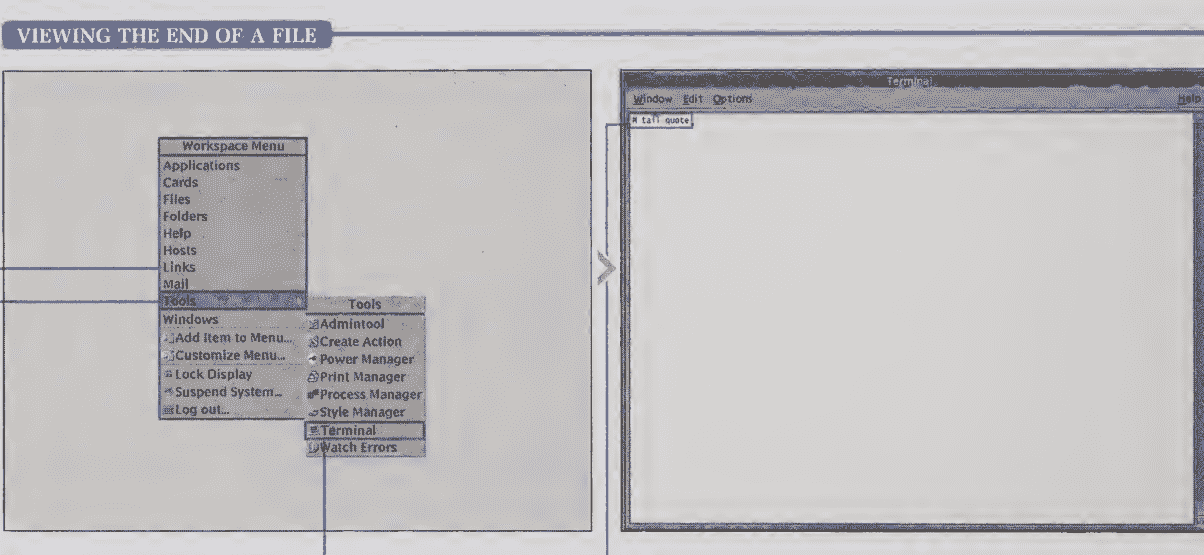 VIEWING THE END OF A FILE
Workspace Menu
Applications
Cards
Files
Folders
Help
Hosts
Links
Mail
Tools
Windows
Add Item to Menu...
Customize Menu...
Lock Display
Suspend System...
Log out...
Tools
Admintool
Create Action
Power Manager
Print Manager
Process Manager
Style Manager
Terminal
Watch Errors
Terminal
Window Edit Options Help
# tail quote